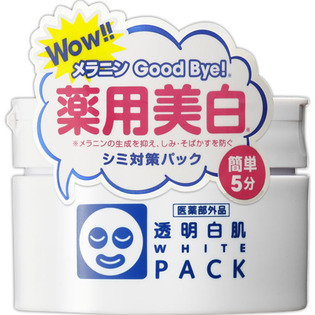 Wow!!
メラニン Good Bye!
薬用美白※
※メラニンの生成を抑え、しみ・そばかすを防ぐ
シミ対策パック
簡単
5分
医薬部外品
透明白肌
WHITE
PACK